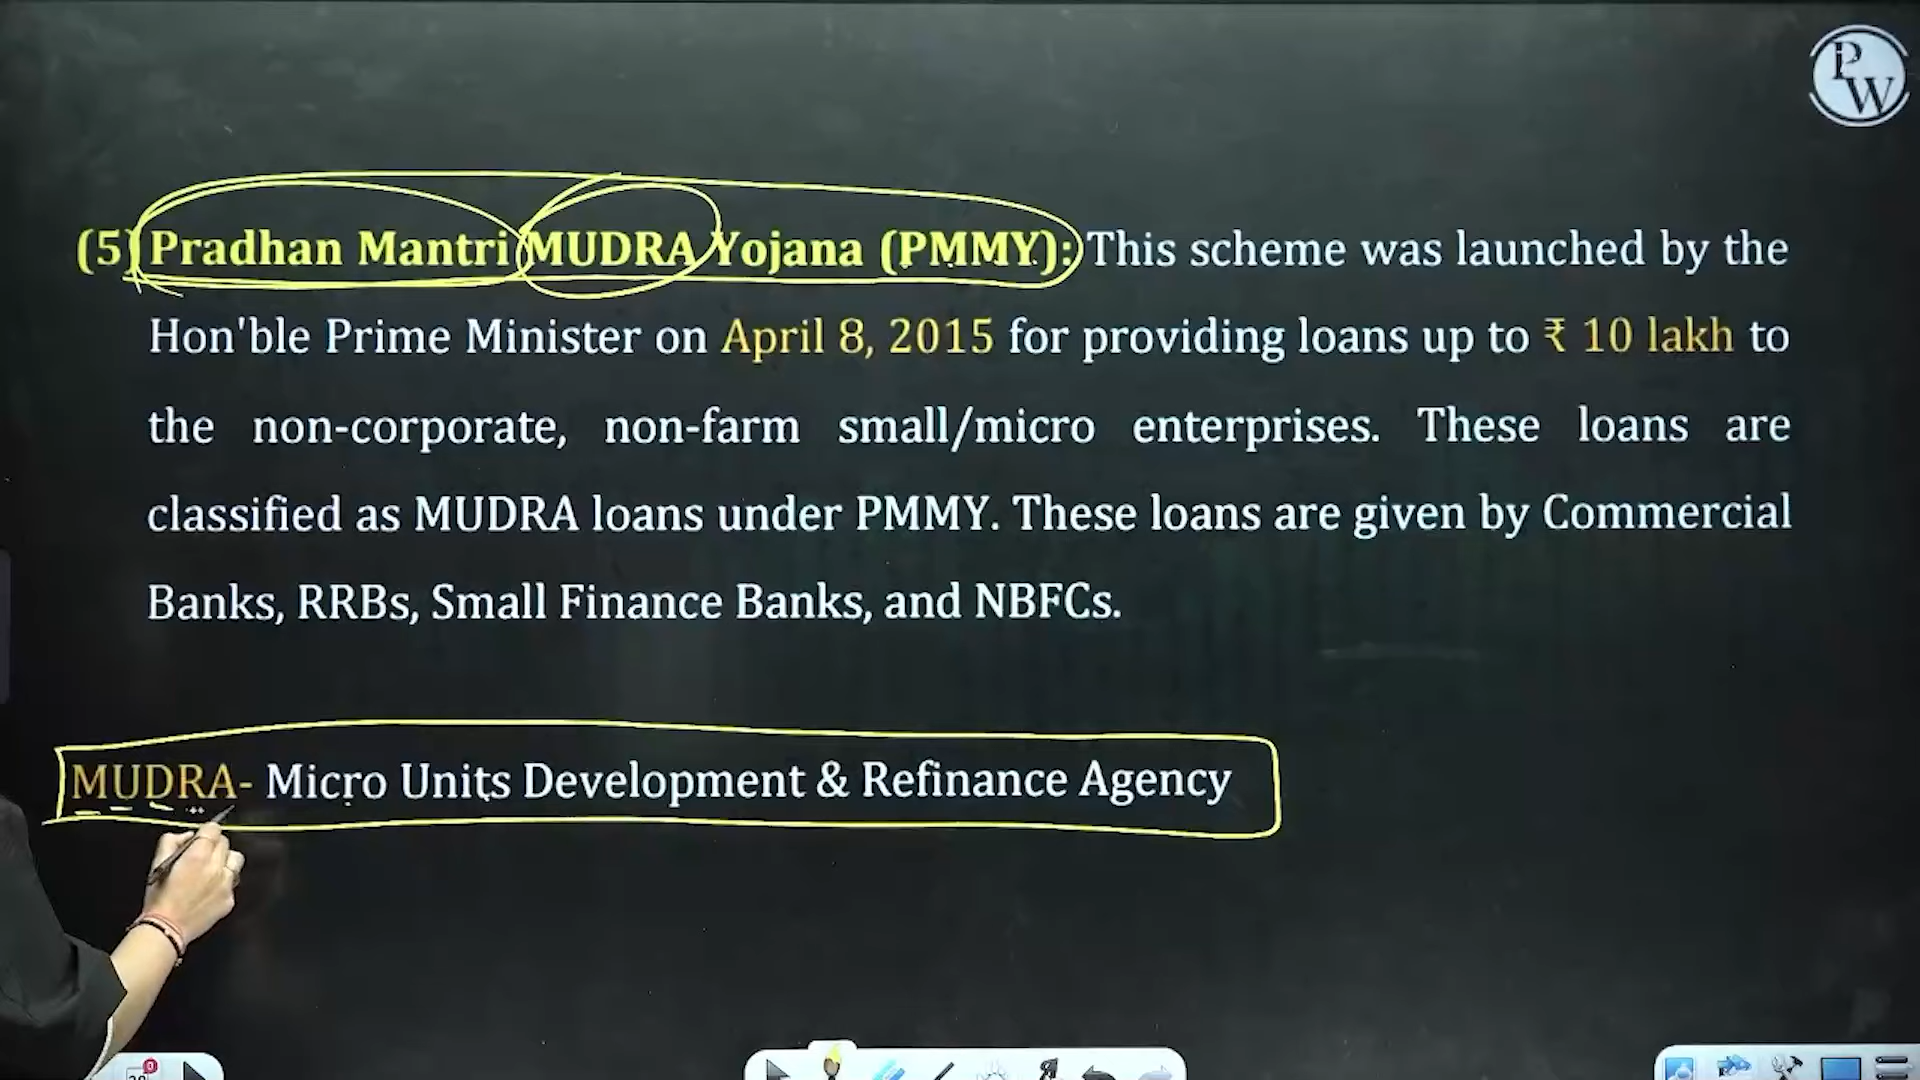 PW
(5) Pradhan Mantri MUDRA Yojana (PMMY): This scheme was launched by the
Hon'ble Prime Minister on April 8, 2015 for providing loans up to ₹ 10 lakh to
the non-corporate, non-farm small/micro enterprises. These loans are
classified as MUDRA loans under PMMY. These loans are given by Commercial
Banks, RRBs, Small Finance Banks, and NBFCs.
MUDRA- Micro Units Development & Refinance Agency